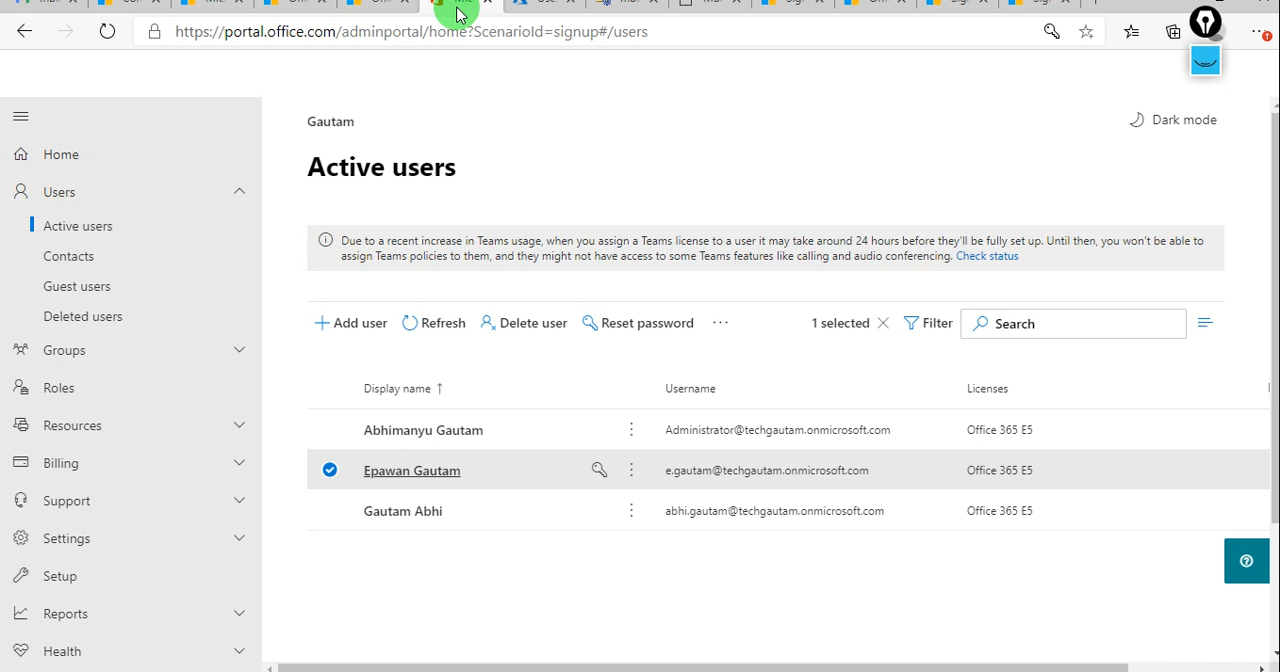 https://portal.office.com/adminportal/home?ScenarioId=signup#/users
Gautam
Dark mode
Active users
Home
Users
Active users
Contacts
Guest users
Deleted users
Groups
Roles
Resources
Billing
Support
Settings
Setup
Reports
Health
Due to a recent increase in Teams usage, when you assign a Teams license to a user it may take around 24 hours before they'll be fully set up. Until then, you won't be able to
assign Teams policies to them, and they might not have access to some Teams features like calling and audio conferencing. Check status
Add user Refresh Delete user Reset password ··· 1 selected Filter Search
Display name ↑ Username Licenses
Abhimanyu Gautam Administrator@techgautam.onmicrosoft.com Office 365 E5
Epawan Gautam e.gautam@techgautam.onmicrosoft.com Office 365 E5
Gautam Abhi abhi.gautam@techgautam.onmicrosoft.com Office 365 E5